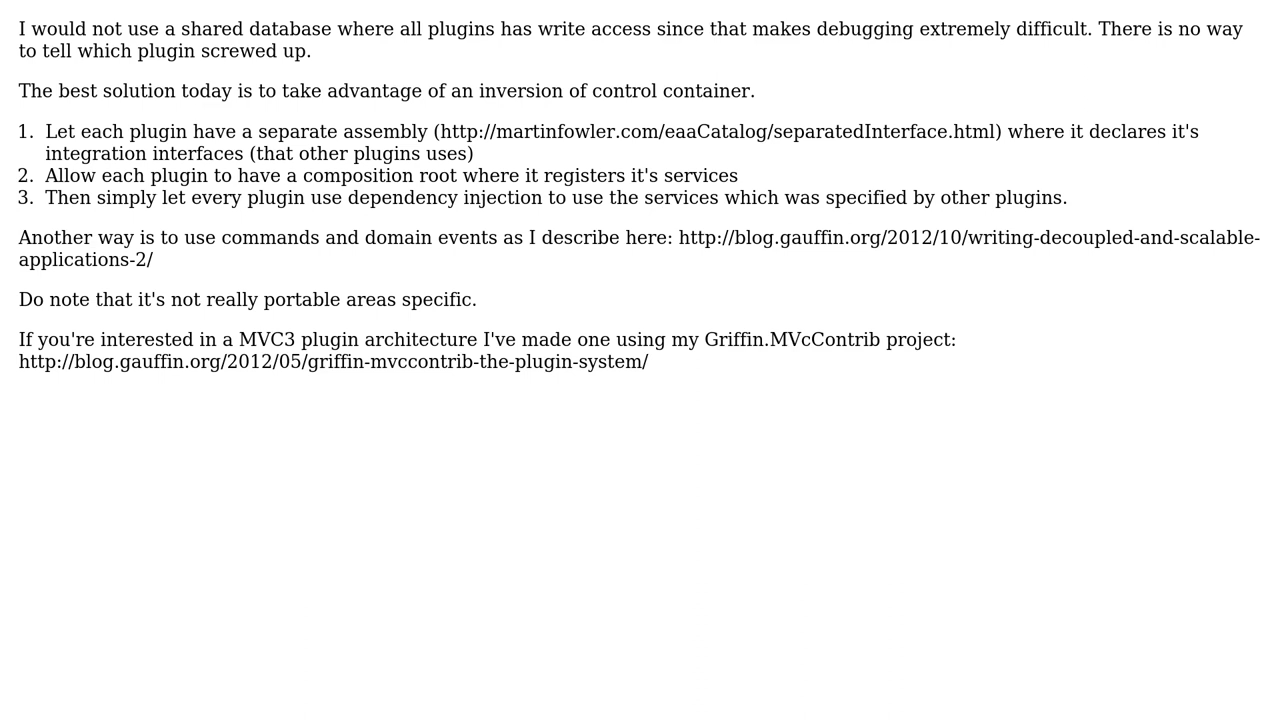 I would not use a shared database where all plugins has write access since that makes debugging extremely difficult. There is no way
to tell which plugin screwed up.
The best solution today is to take advantage of an inversion of control container.
1. Let each plugin have a separate assembly (http://martinfowler.com/eaaCatalog/separatedInterface.html) where it declares it's
integration interfaces (that other plugins uses)
2. Allow each plugin to have a composition root where it registers it's services
3. Then simply let every plugin use dependency injection to use the services which was specified by other plugins.
Another way is to use commands and domain events as I describe here: http://blog.gauffin.org/2012/10/writing-decoupled-and-scalable-
applications-2/
Do note that it's not really portable areas specific.
If you're interested in a MVC3 plugin architecture I've made one using my Griffin.MVcContrib project:
http://blog.gauffin.org/2012/05/griffin-mvccontrib-the-plugin-system/